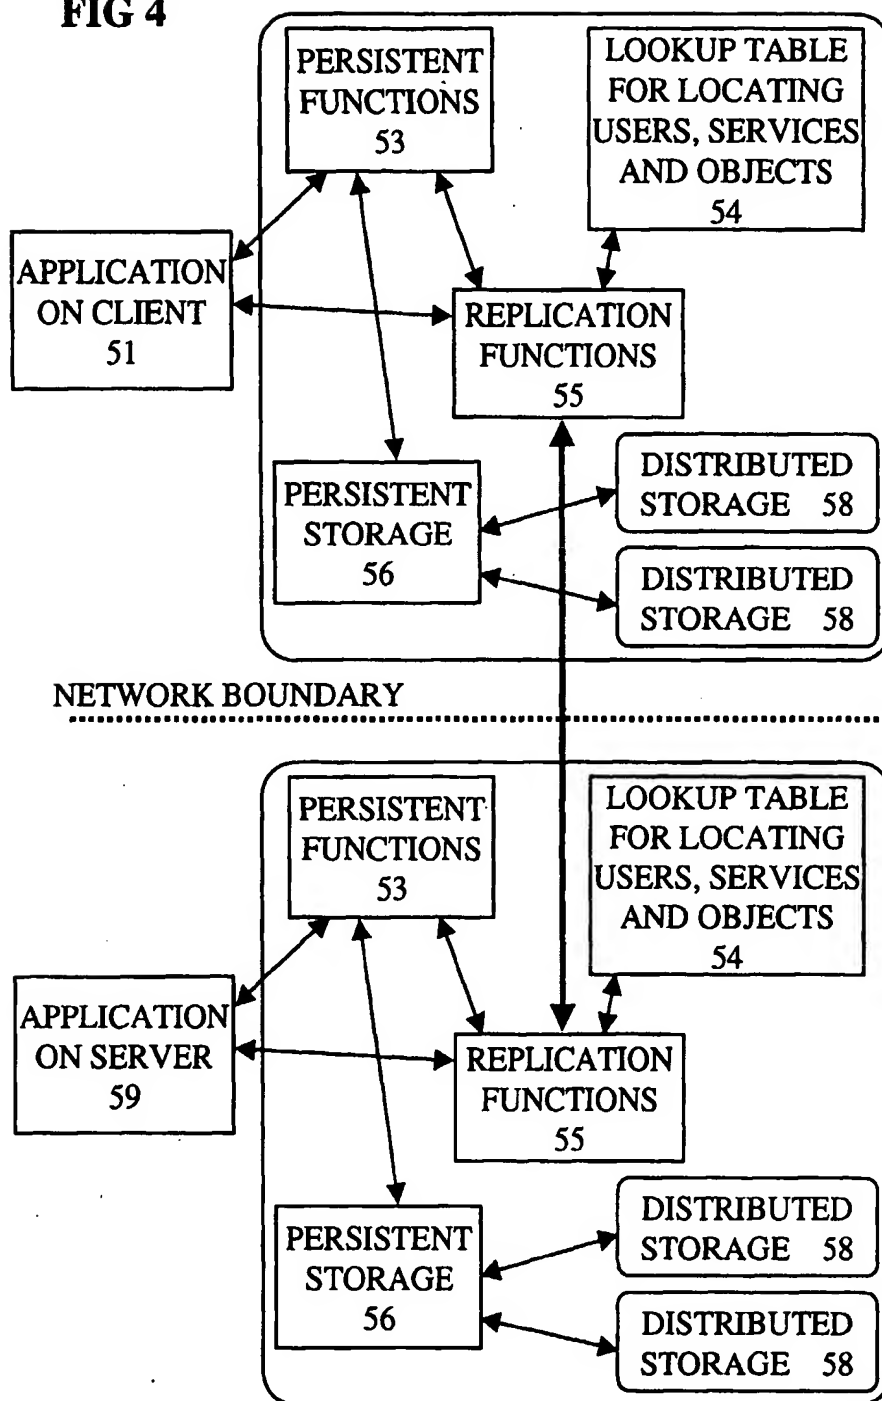 FIG 4
PERSISTENT
FUNCTIONS
53
LOOKUP TABLE
FOR LOCATING
USERS, SERVICES
AND OBJECTS
54
APPLICATION
ON CLIENT
51
REPLICATION
FUNCTIONS
55
PERSISTENT
STORAGE
56
DISTRIBUTED
STORAGE 58
DISTRIBUTED
STORAGE 58
NETWORK BOUNDARY
PERSISTENT
FUNCTIONS
53
LOOKUP TABLE
FOR LOCATING
USERS, SERVICES
AND OBJECTS
54
APPLICATION
ON SERVER
59
REPLICATION
FUNCTIONS
55
PERSISTENT
STORAGE
56
DISTRIBUTED
STORAGE 58
DISTRIBUTED
STORAGE 58